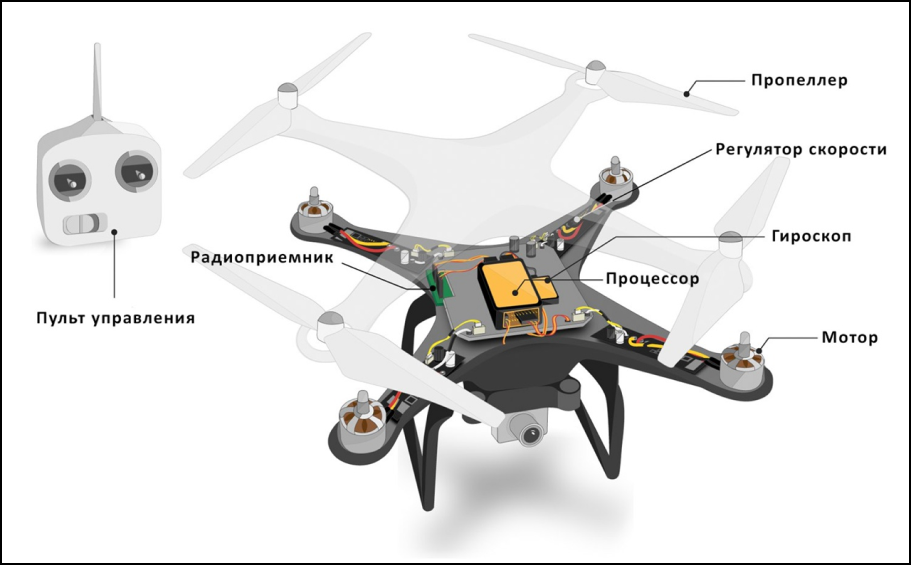 Пропеллер
Регулятор скорости
Гироскоп
Радиоприемник
Процессор
Пульт управления
Мотор